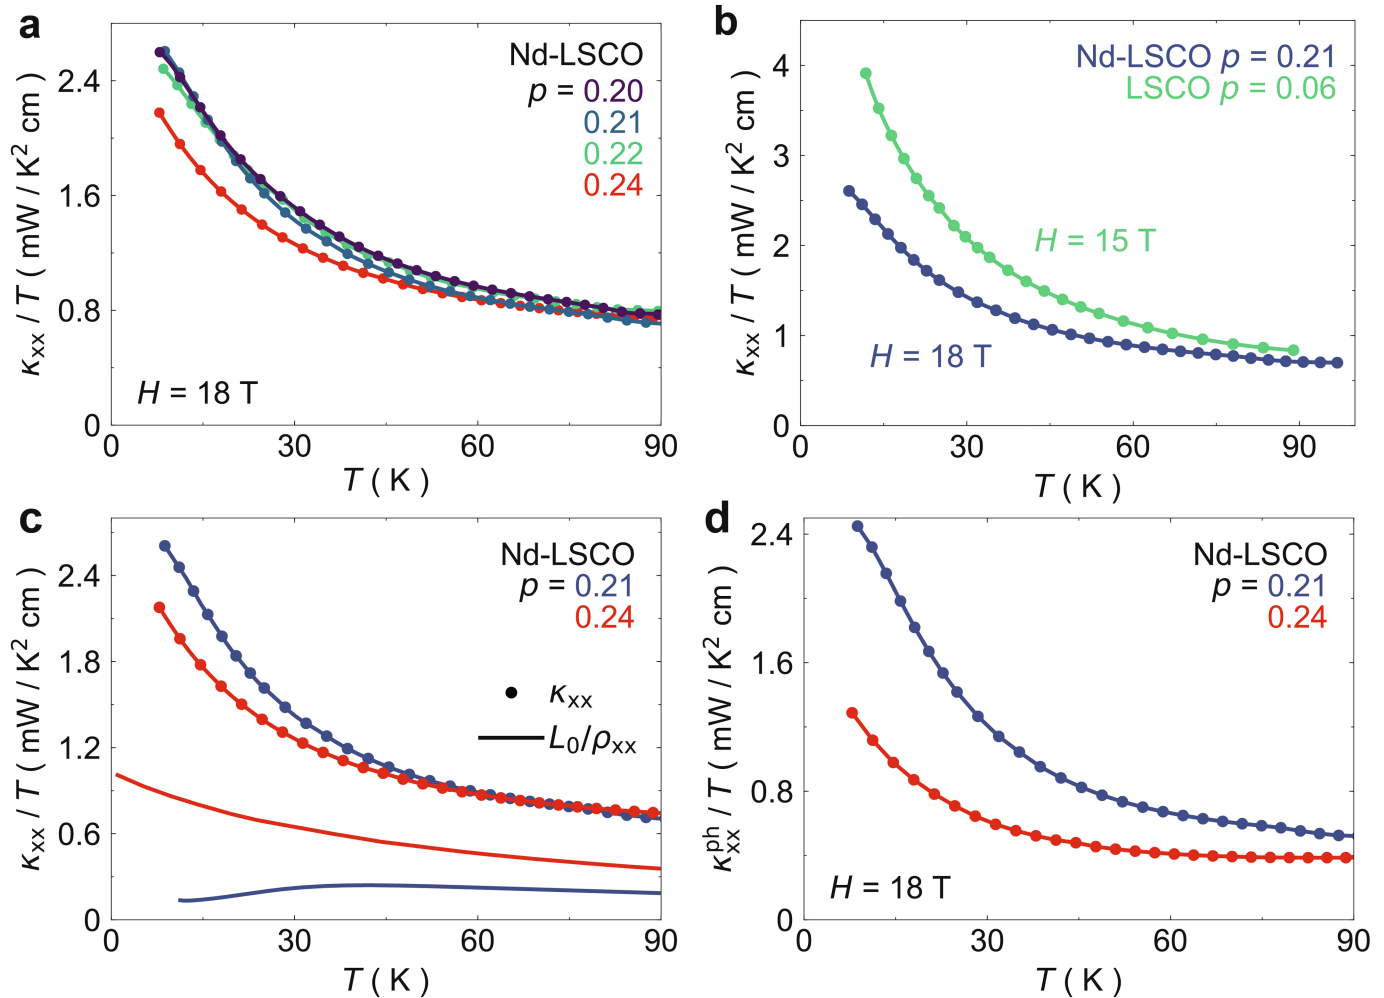 a
Nd-LSCO
p = 0.20
0.21
0.22
0.24
H = 18 T
κxx / T ( mW / K² cm )
2.4
1.6
0.8
0
0 30 60 90
T ( K )
b
Nd-LSCO p = 0.21
LSCO p = 0.06
H = 15 T
H = 18 T
κxx / T ( mW / K² cm )
4
3
2
1
0
0 30 60 90
T ( K )
c
Nd-LSCO
p = 0.21
0.24
κxx
L₀/ρxx
κxx / T ( mW / K² cm )
2.4
1.8
1.2
0.6
0
0 30 60 90
T ( K )
d
Nd-LSCO
p = 0.21
0.24
H = 18 T
κxx^ph / T ( mW / K² cm )
2.4
1.6
0.8
0
0 30 60 90
T ( K )